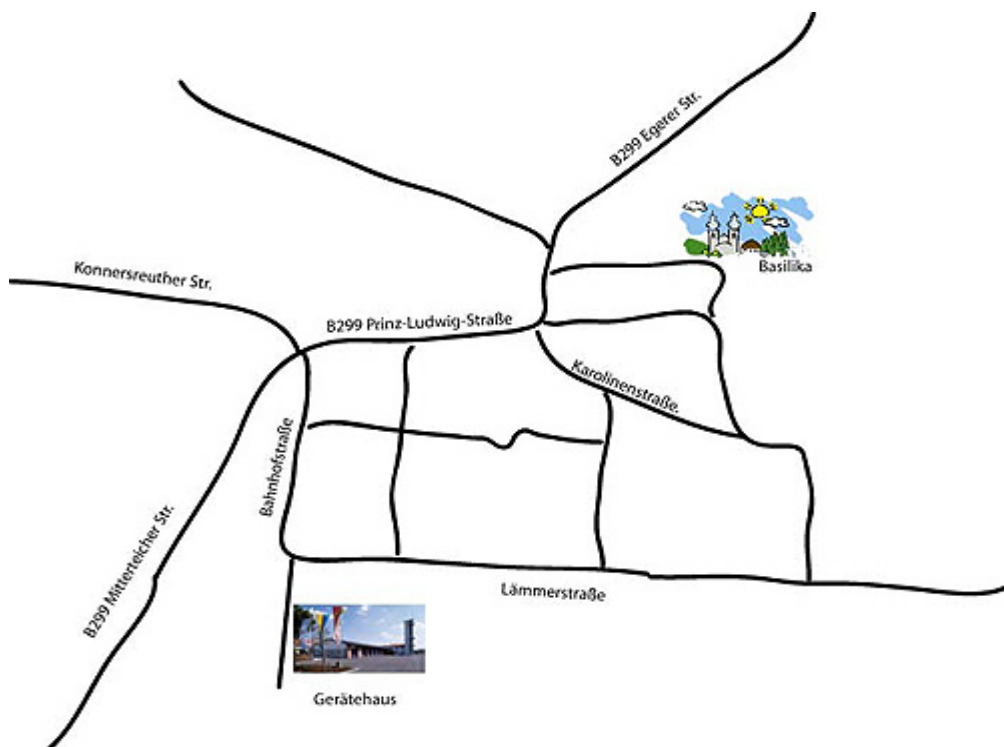 B299 Egerer Str.
Basilika
Konnersreuther Str.
B299 Prinz-Ludwig-Straße
Karolinenstraße.
Bahnhofstraße
B299 Mitterteicher Str.
Lämmerstraße
Gerätehaus